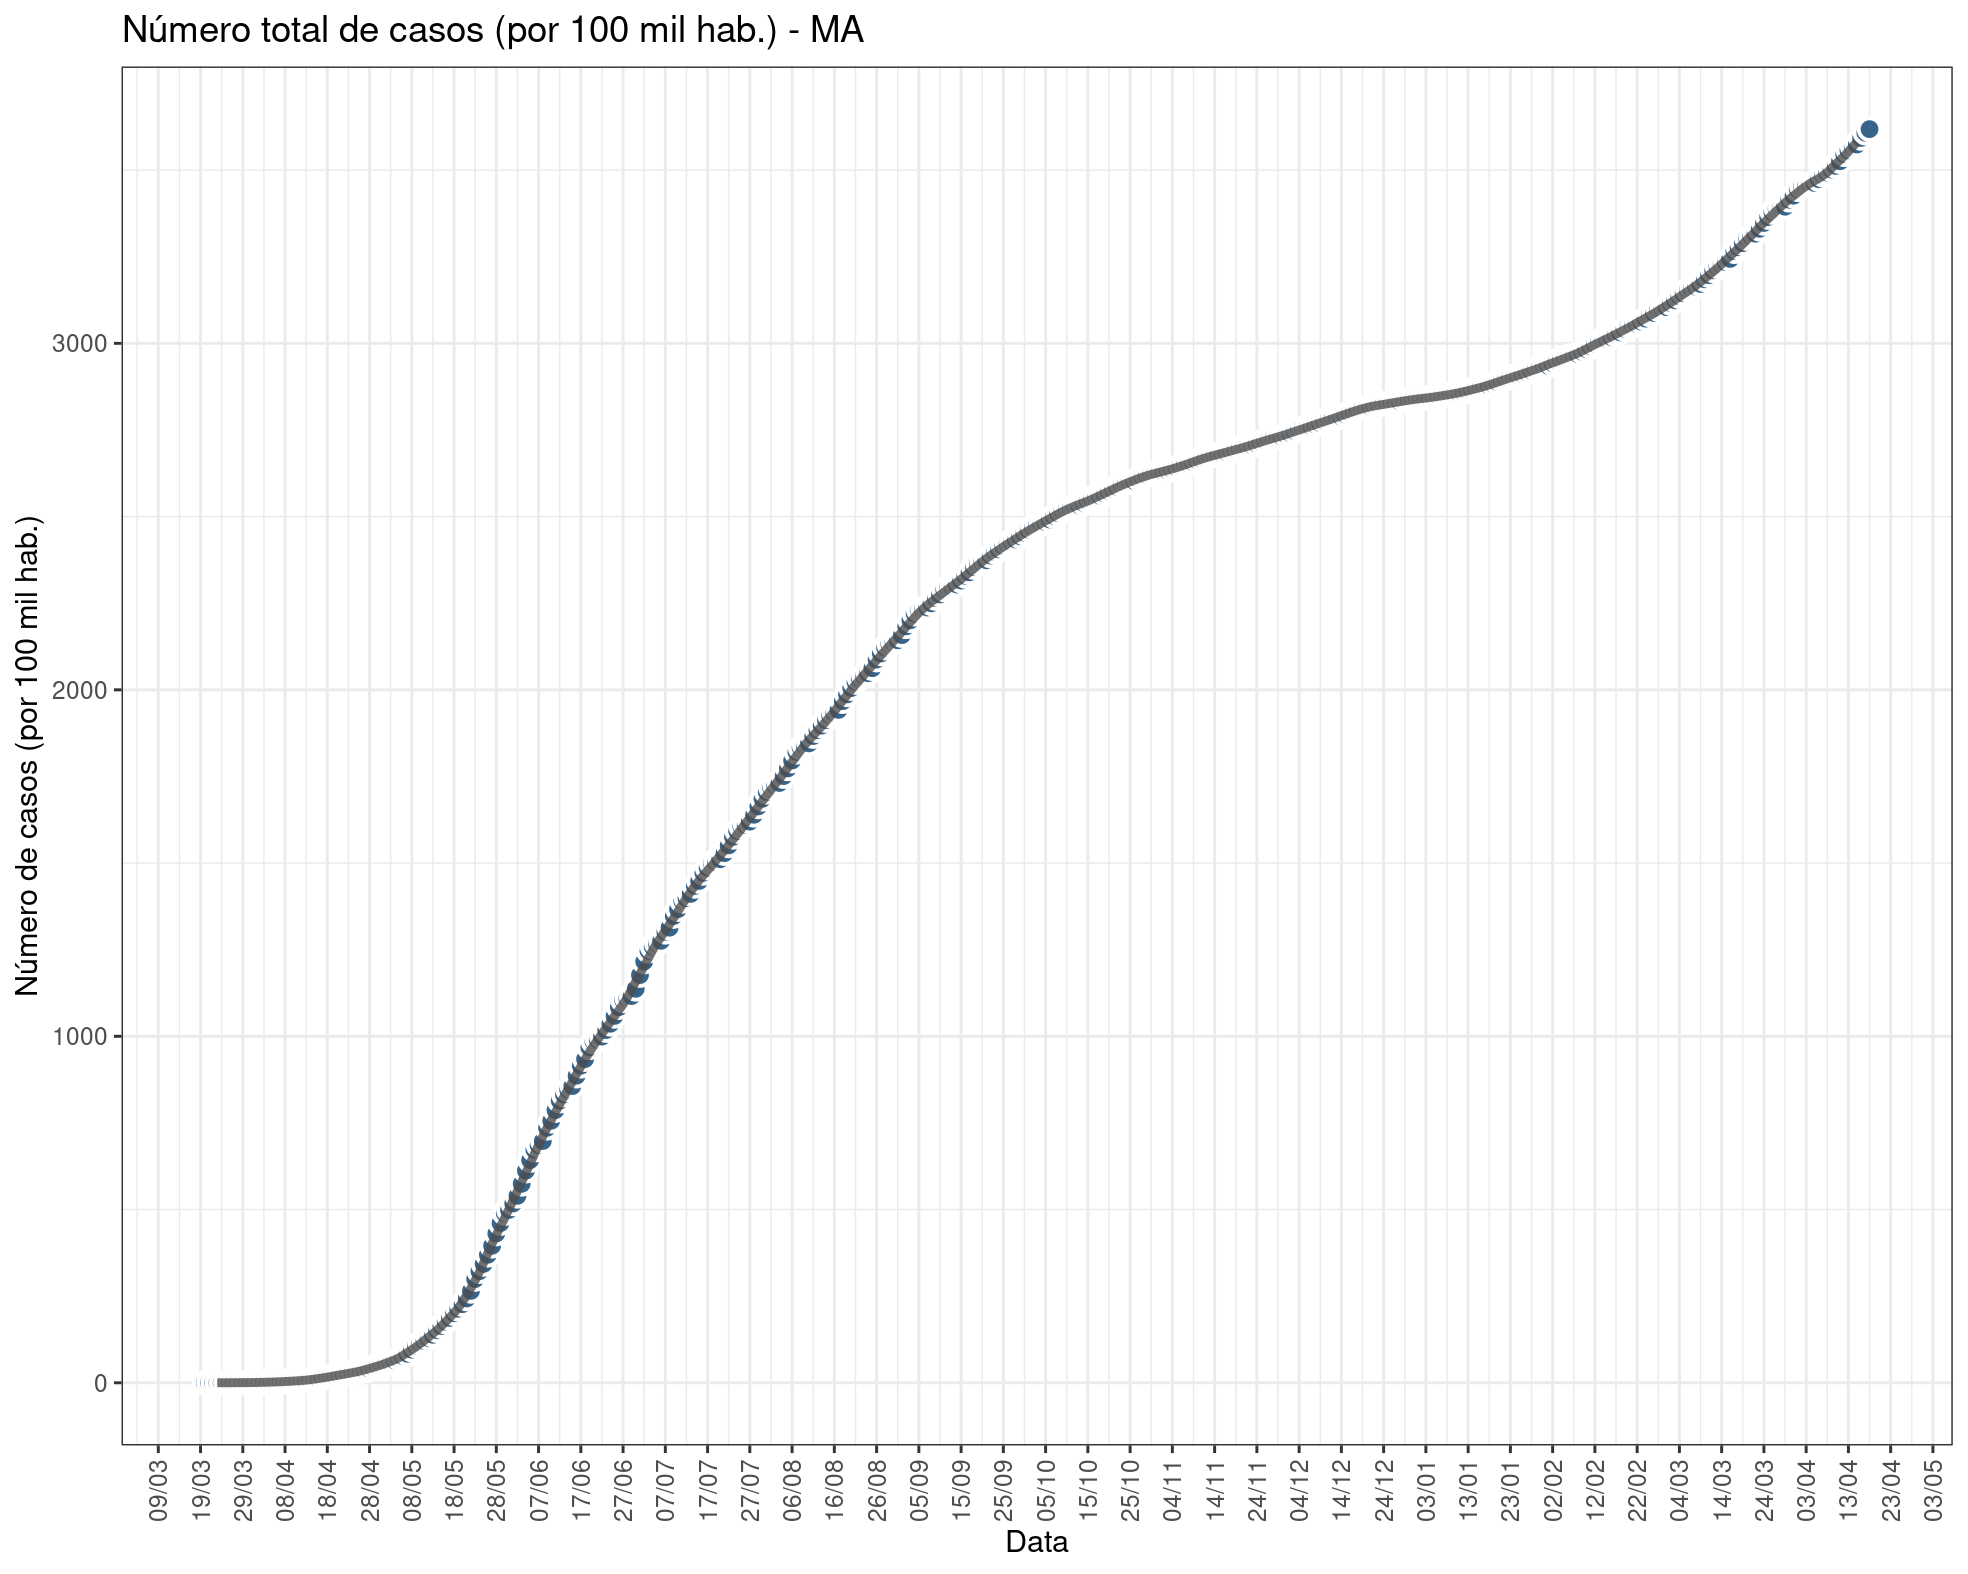 Número total de casos (por 100 mil hab.) - MA
Número de casos (por 100 mil hab.)
3000
2000
1000
0
09/03 19/03 29/03 08/04 18/04 28/04 08/05 18/05 28/05 07/06 17/06 27/06 07/07 17/07 27/07 06/08 16/08 26/08 05/09 15/09 25/09 05/10 15/10 25/10 04/11 14/11 24/11 04/12 14/12 24/12 03/01 13/01 23/01 02/02 12/02 22/02 04/03 14/03 24/03 03/04 13/04 23/04 03/05
Data